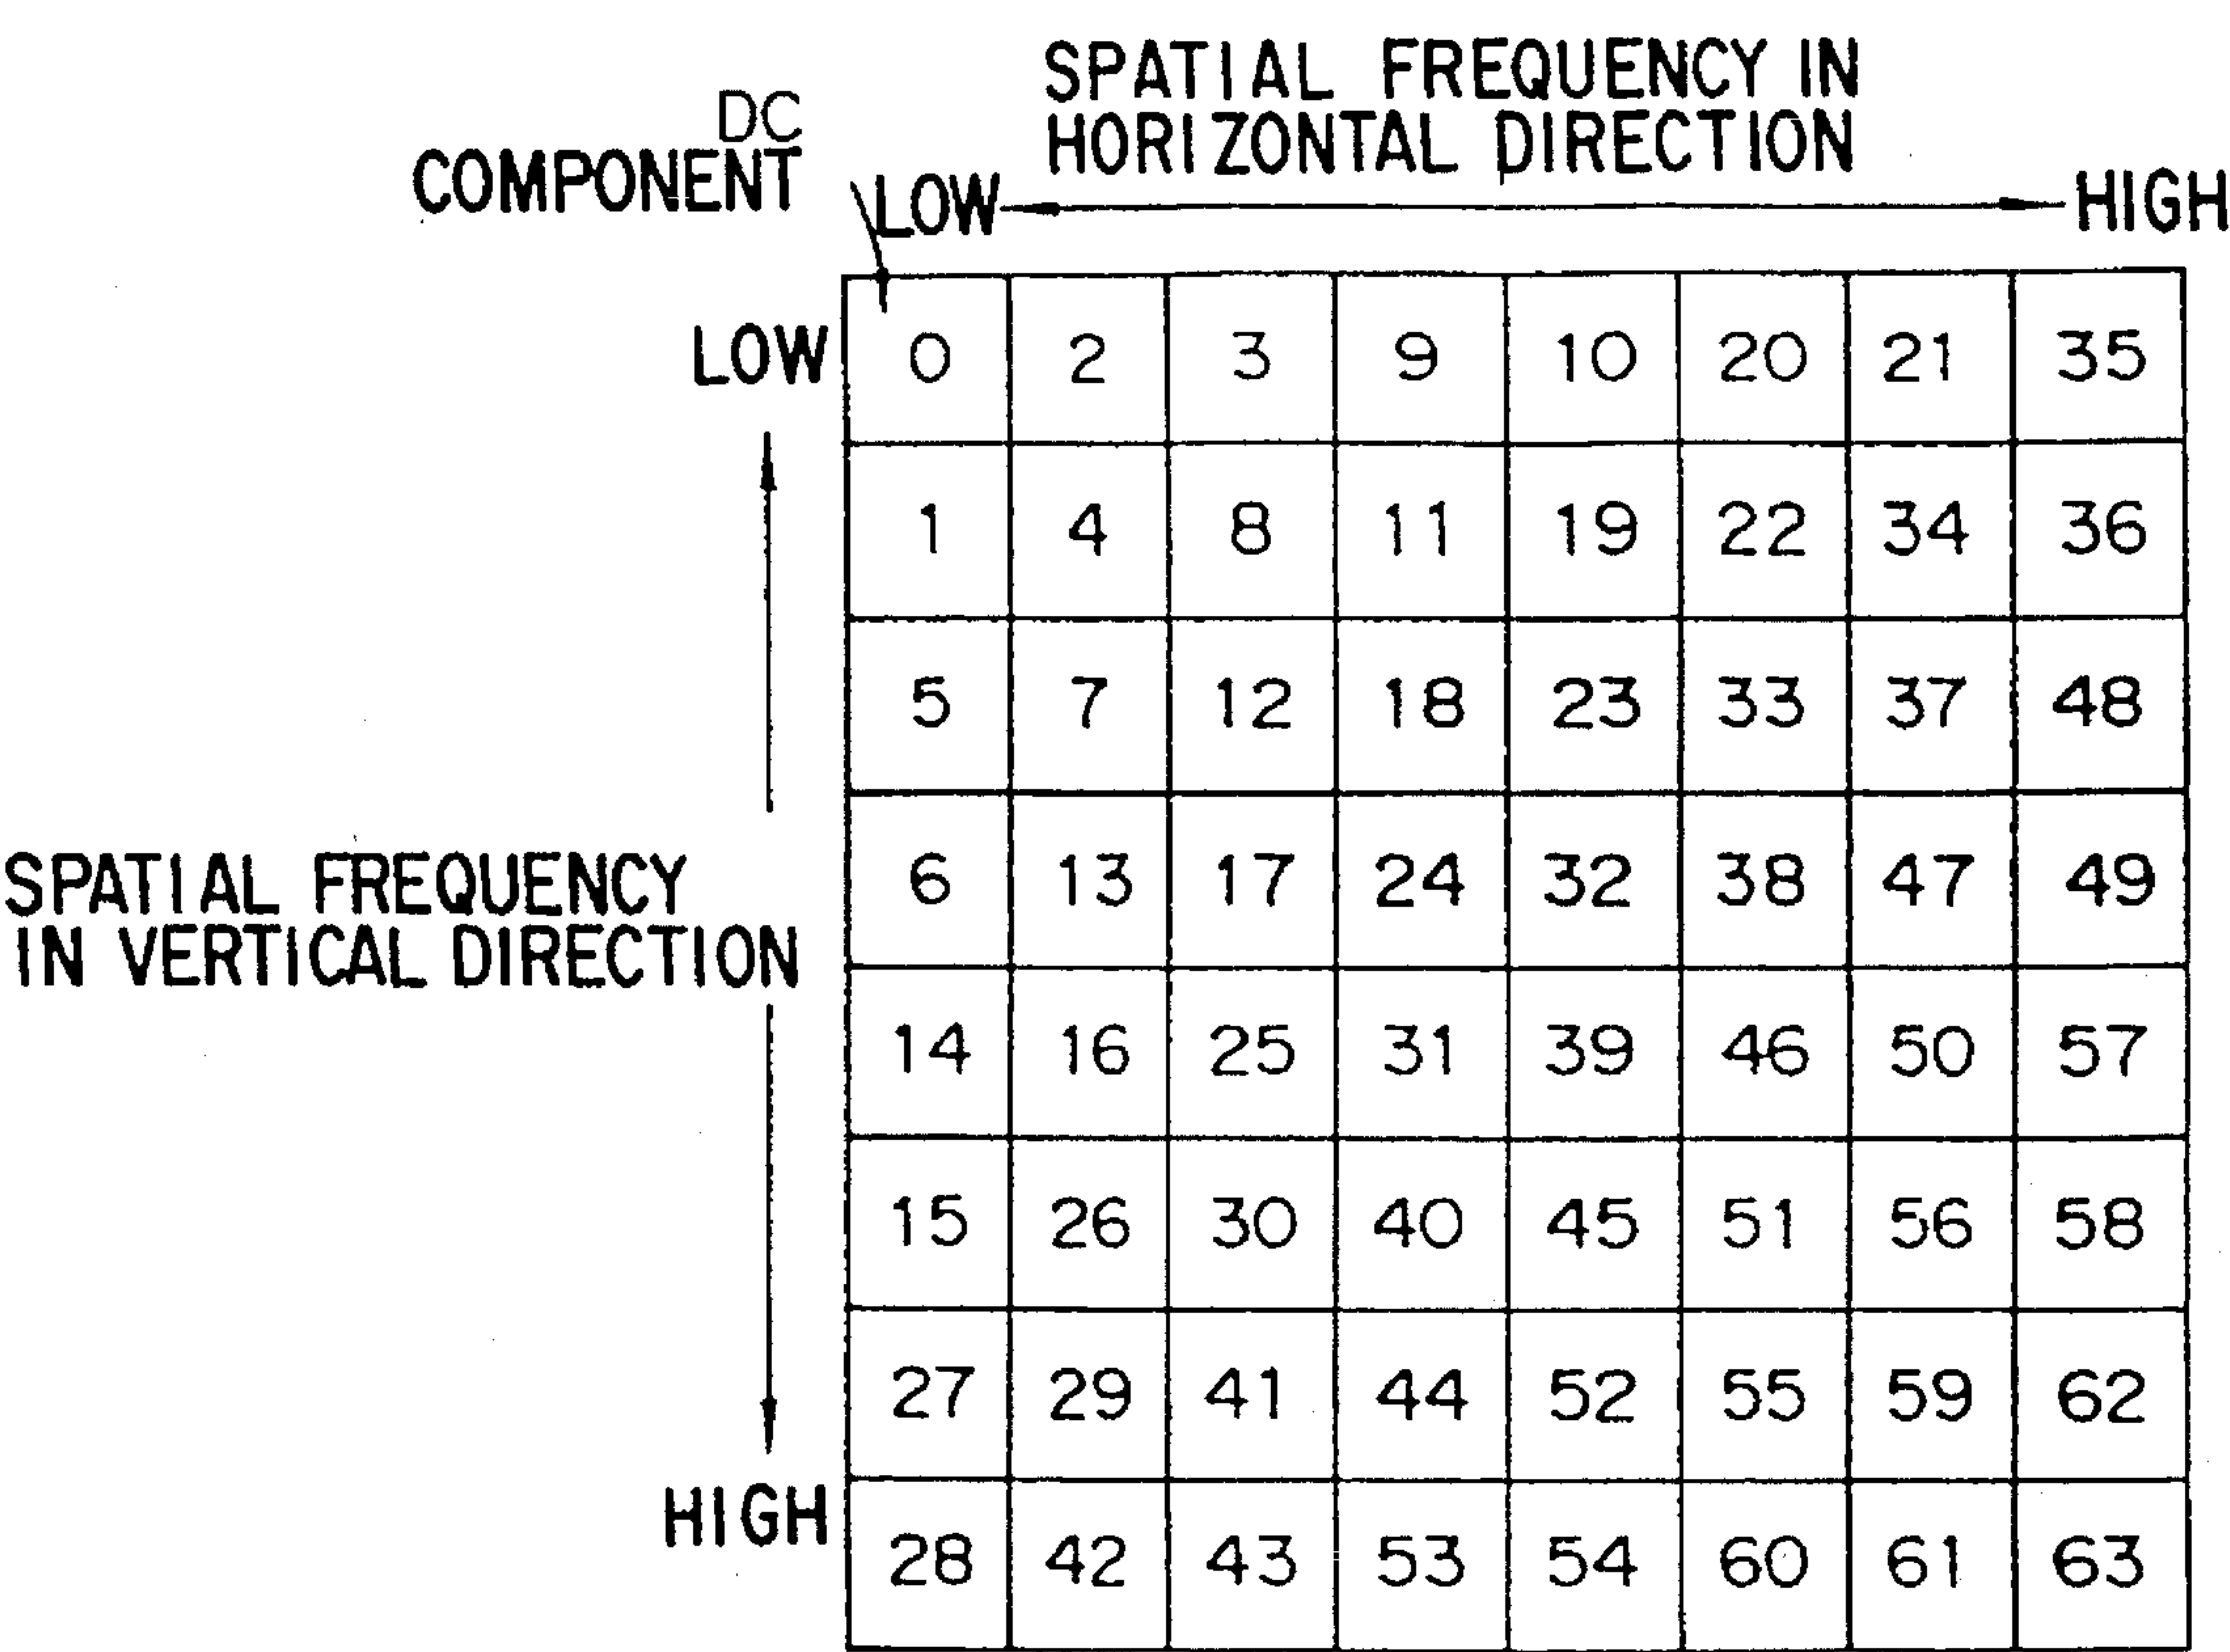 SPATIAL FREQUENCY IN
HORIZONTAL DIRECTION
DC
COMPONENT
LOW HIGH
LOW 0 2 3 9 10 20 21 35
1 4 8 11 19 22 34 36
5 7 12 18 23 33 37 48
SPATIAL FREQUENCY
IN VERTICAL DIRECTION
6 13 17 24 32 38 47 49
14 16 25 31 39 46 50 57
15 26 30 40 45 51 56 58
27 29 41 44 52 55 59 62
HIGH 28 42 43 53 54 60 61 63